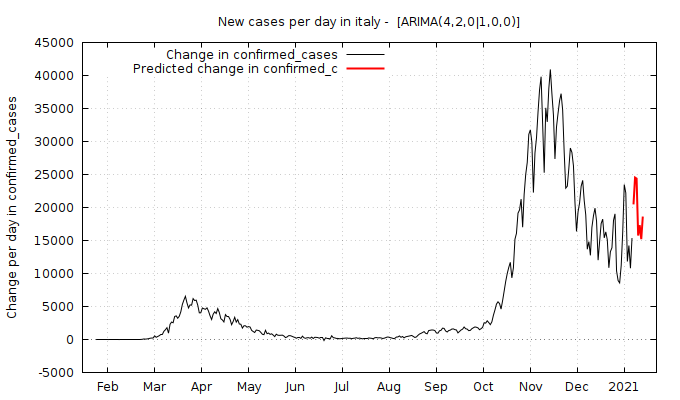 New cases per day in italy -  [ARIMA(4,2,0|1,0,0)]
Change in confirmed_cases
Predicted change in confirmed_c
Change per day in confirmed_cases
45000
40000
35000
30000
25000
20000
15000
10000
5000
0
-5000
Feb Mar Apr May Jun Jul Aug Sep Oct Nov Dec 2021